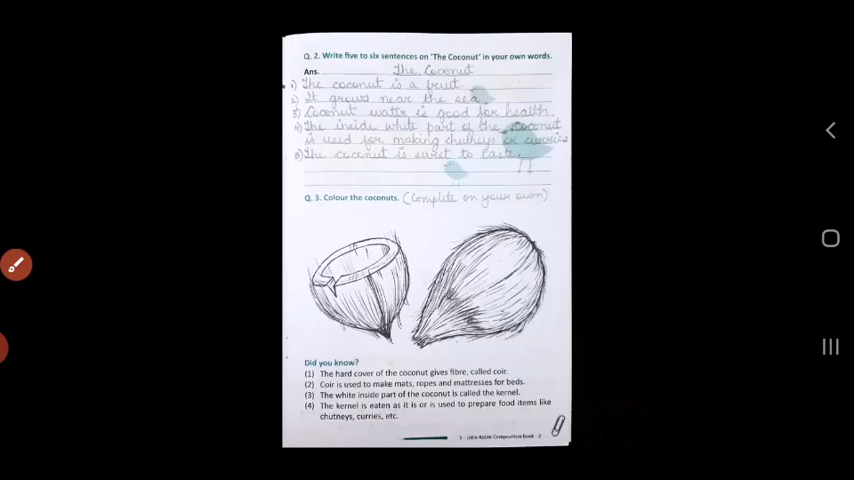 Q. 2. Write five to six sentences on 'The Coconut' in your own words.
Ans. The Coconut
1) The coconut is a fruit.
2) It grows near the sea.
3) Coconut water is good for health.
4) The inside white part of the coconut
is used for making chutneys or curries
5) The coconut is sweet to taste.
Q. 3. Colour the coconuts. (Complete on your own)
Did you know?
(1) The hard cover of the coconut gives fibre, called coir.
(2) Coir is used to make mats, ropes and mattresses for beds.
(3) The white inside part of the coconut is called the kernel.
(4) The kernel is eaten as it is or is used to prepare food items like
chutneys, curries, etc.
5 - Little Robin Composition Book - 2